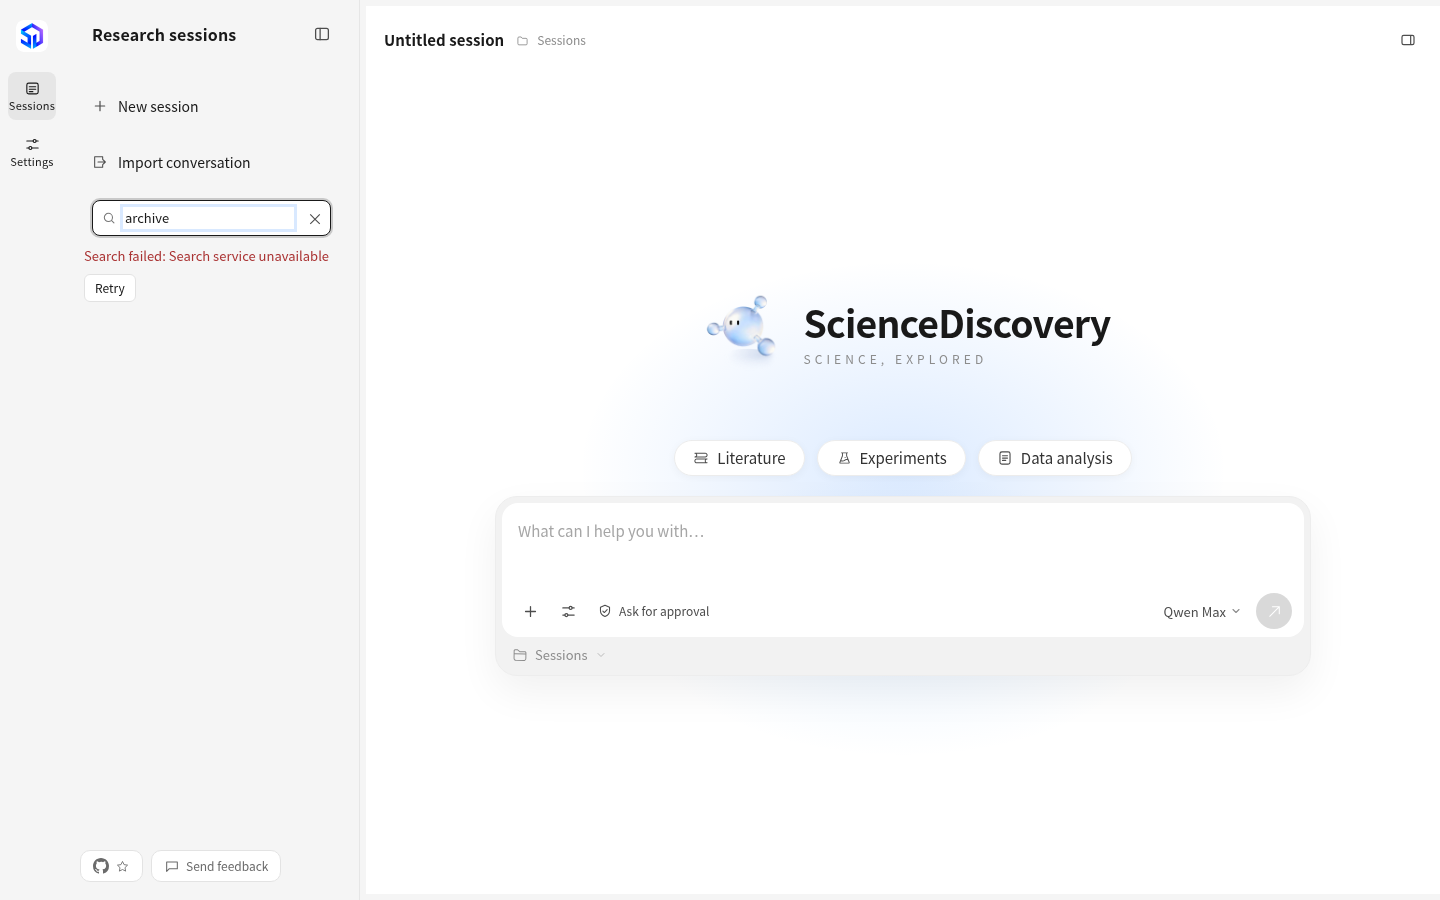 Research sessions
Sessions
Settings
New session
Import conversation
archive
Search failed: Search service unavailable
Retry
Send feedback
Untitled session
Sessions
ScienceDiscovery
SCIENCE, EXPLORED
Literature
Experiments
Data analysis
What can I help you with…
Ask for approval
Qwen Max
Sessions